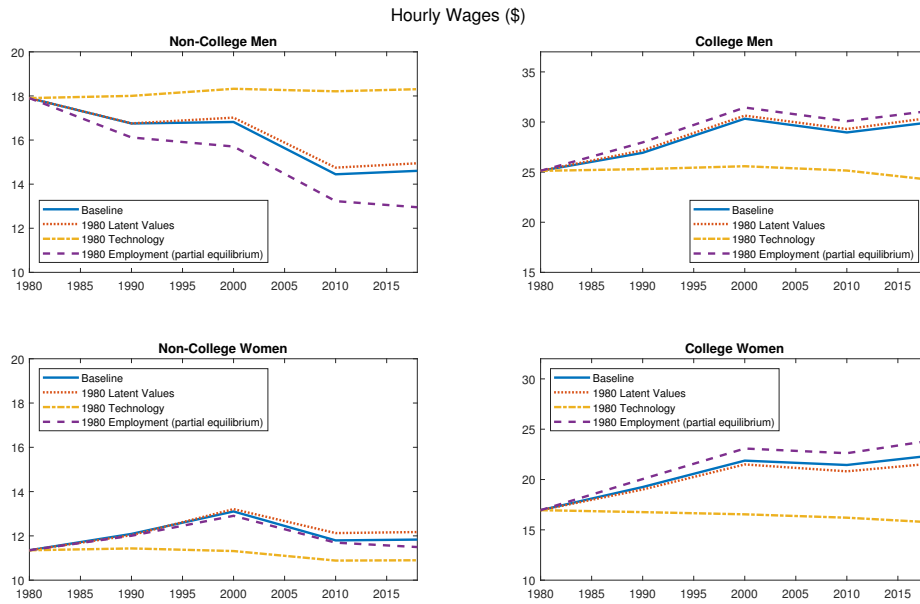 Hourly Wages ($)
Non-College Men
20
18
16
14
12
10
1980 1985 1990 1995 2000 2005 2010 2015
Baseline
1980 Latent Values
1980 Technology
1980 Employment (partial equilibrium)
College Men
35
30
25
20
15
1980 1985 1990 1995 2000 2005 2010 2015
Baseline
1980 Latent Values
1980 Technology
1980 Employment (partial equilibrium)
Non-College Women
20
18
16
14
12
10
1980 1985 1990 1995 2000 2005 2010 2015
Baseline
1980 Latent Values
1980 Technology
1980 Employment (partial equilibrium)
College Women
30
25
20
15
10
1980 1985 1990 1995 2000 2005 2010 2015
Baseline
1980 Latent Values
1980 Technology
1980 Employment (partial equilibrium)